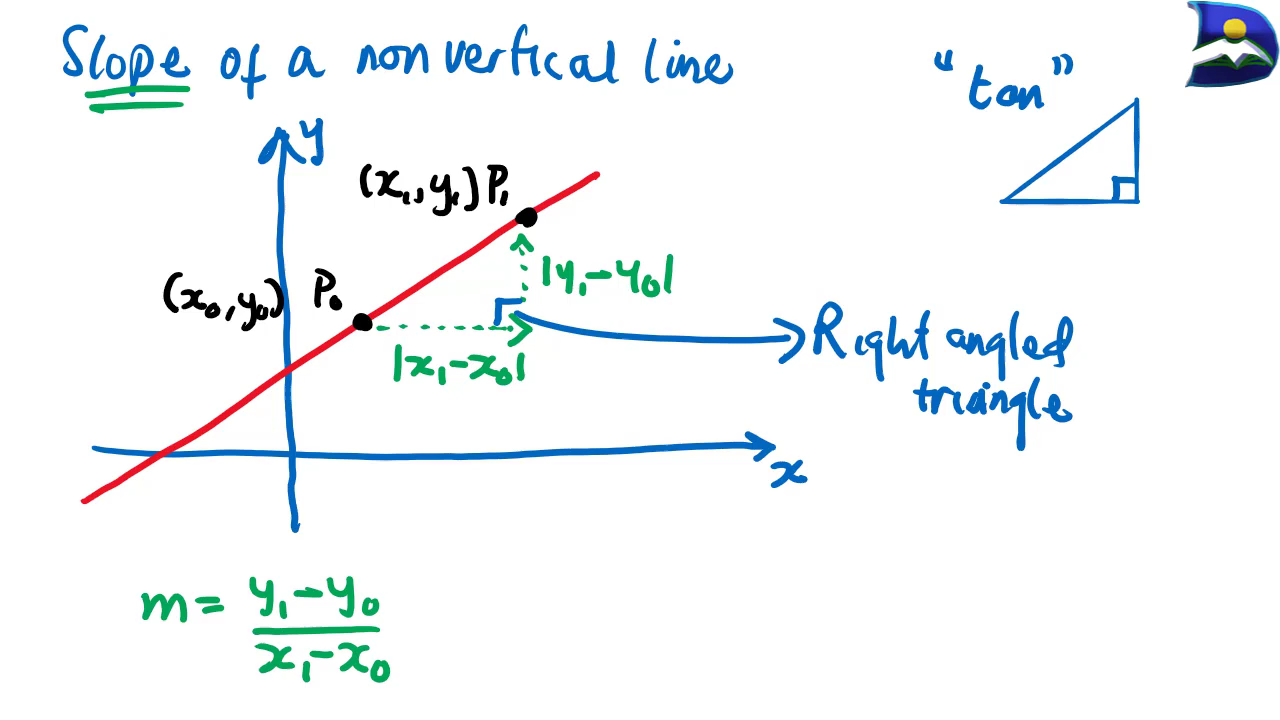 Slope of a nonvertical line
"tan"
y
(x₁, y₁) P₁
|y₁ - y₀|
(x₀, y₀) P₀
|x₁ - x₀|
Right angled
triangle
x
m = y₁ - y₀
x₁ - x₀